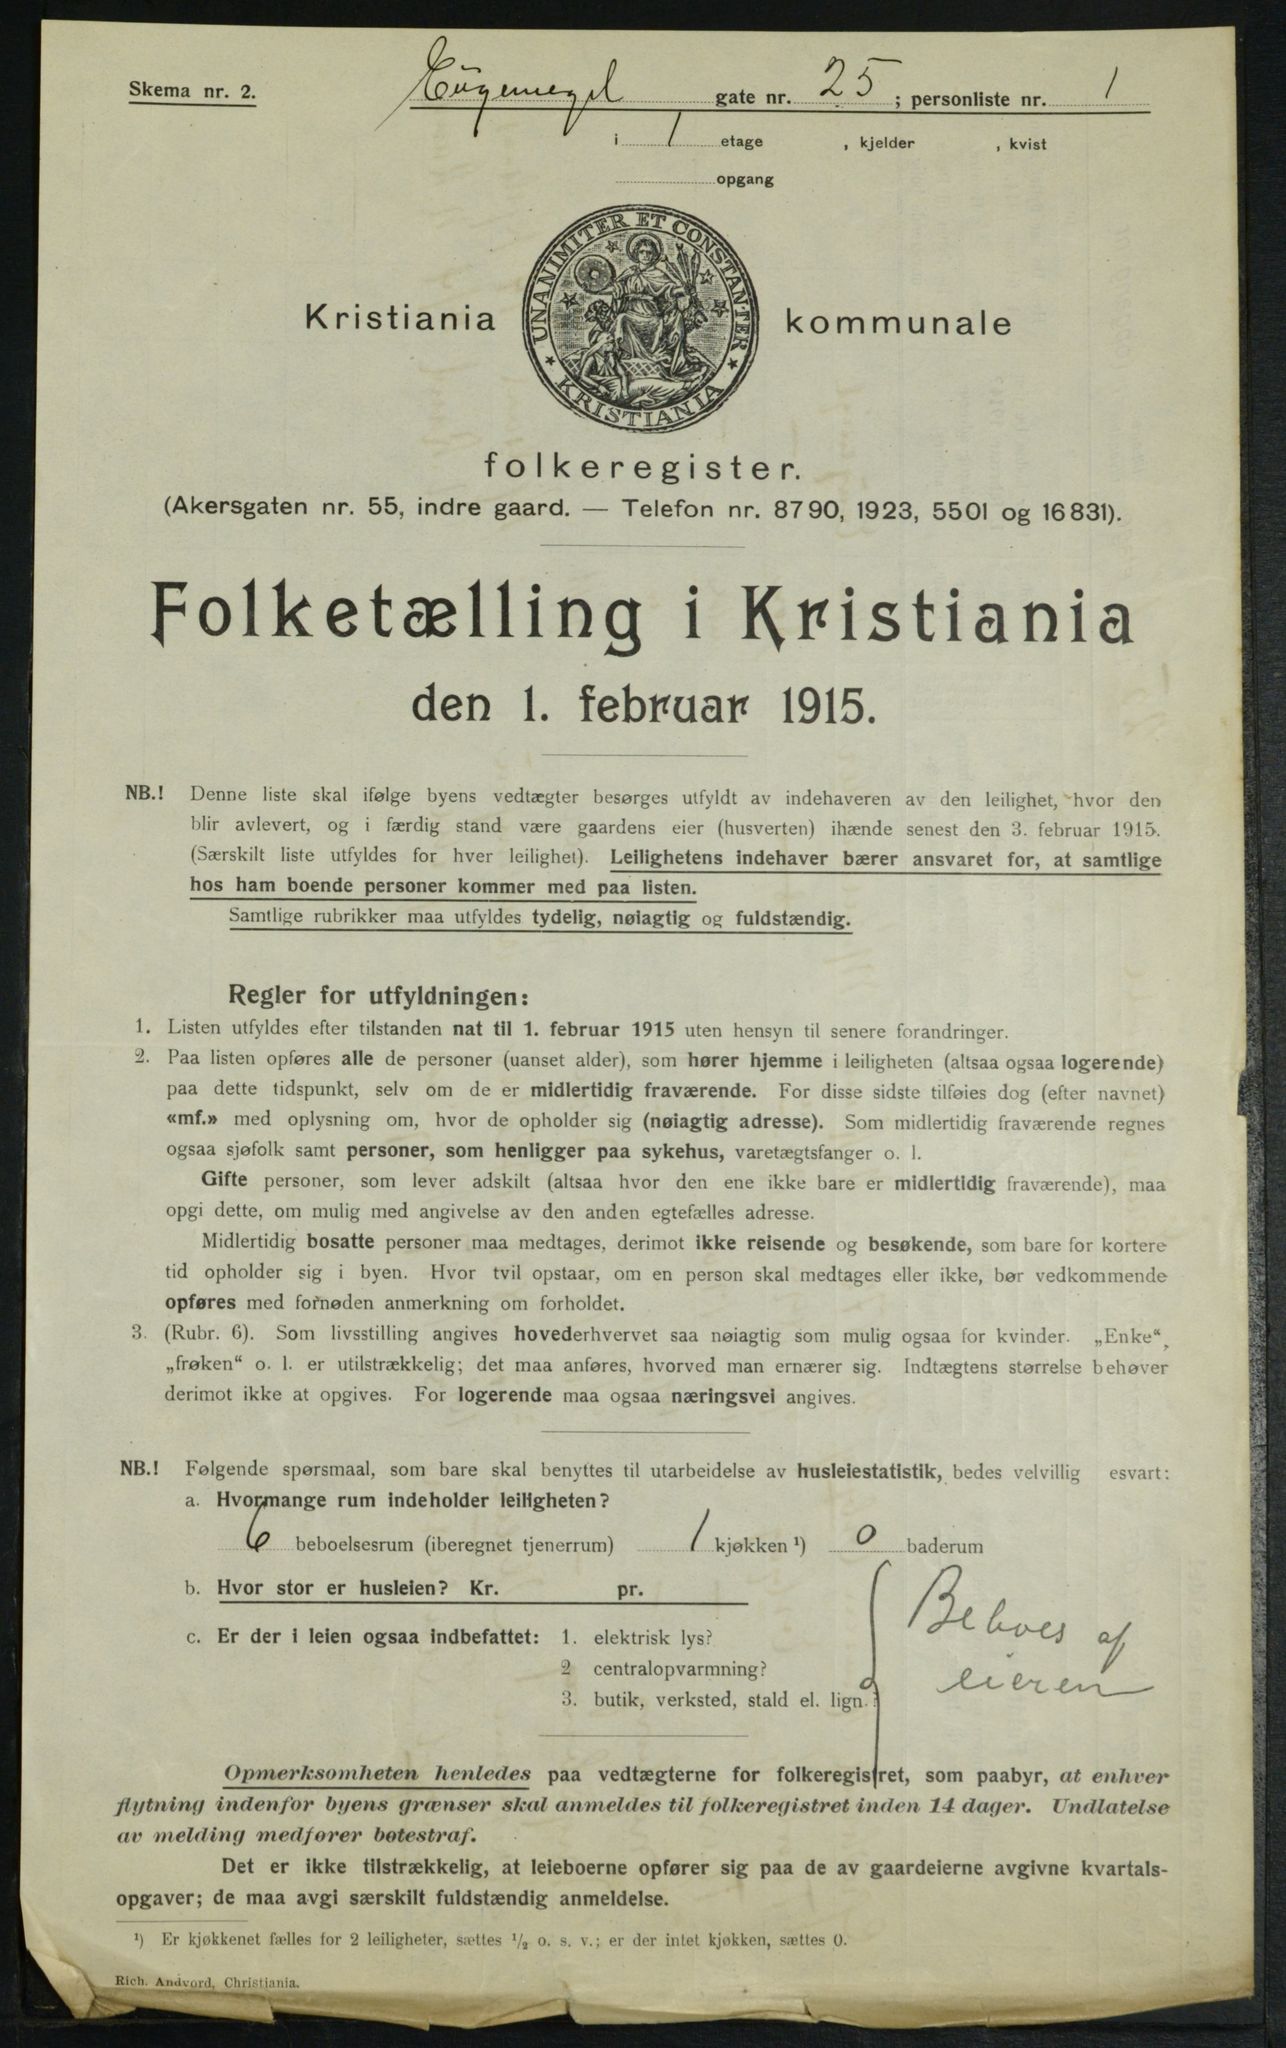 Skema nr. 2.
gate nr. 25 ; personliste nr. 1
i 1 etage , kjelder , kvist
opgang
UNANIMITER ET CONSTANTER
KRISTIANIA
Kristiania kommunale
folkeregister.
(Akersgaten nr. 55, indre gaard. — Telefon nr. 8790, 1923, 5501 og 16831).
Folketælling i Kristiania
den 1. februar 1915.
NB.! Denne liste skal ifølge byens vedtægter besørges utfyldt av indehaveren av den leilighet, hvor den
blir avlevert, og i færdig stand være gaardens eier (husverten) ihænde senest den 3. februar 1915.
(Særskilt liste utfyldes for hver leilighet). Leilighetens indehaver bærer ansvaret for, at samtlige
hos ham boende personer kommer med paa listen.
Samtlige rubrikker maa utfyldes tydelig, nøiagtig og fuldstændig.
Regler for utfyldningen:
1. Listen utfyldes efter tilstanden nat til 1. februar 1915 uten hensyn til senere forandringer.
2. Paa listen opføres alle de personer (uanset alder), som hører hjemme i leiligheten (altsaa ogsaa logerende)
paa dette tidspunkt, selv om de er midlertidig fraværende. For disse sidste tilføies dog (efter navnet)
«mf.» med oplysning om, hvor de opholder sig (nøiagtig adresse). Som midlertidig fraværende regnes
ogsaa sjøfolk samt personer, som henligger paa sykehus, varetægtsfanger o. l.
Gifte personer, som lever adskilt (altsaa hvor den ene ikke bare er midlertidig fraværende), maa
opgi dette, om mulig med angivelse av den anden egtefælles adresse.
Midlertidig bosatte personer maa medtages, derimot ikke reisende og besøkende, som bare for kortere
tid opholder sig i byen. Hvor tvil opstaar, om en person skal medtages eller ikke, bør vedkommende
opføres med fornøden anmerkning om forholdet.
3. (Rubr. 6). Som livsstilling angives hovederhvervet saa nøiagtig som mulig ogsaa for kvinder. „Enke“,
„frøken“ o. l. er utilstrækkelig; det maa anføres, hvorved man ernærer sig. Indtægtens størrelse behøver
derimot ikke at opgives. For logerende maa ogsaa næringsvei angives.
NB.! Følgende spørsmaal, som bare skal benyttes til utarbeidelse av husleiestatistik, bedes velvillig esvart:
a. Hvormange rum indeholder leiligheten?
6 beboelsesrum (iberegnet tjenerrum) 1 kjøkken ¹) 0 baderum
b. Hvor stor er husleien? Kr. pr.
c. Er der i leien ogsaa indbefattet: 1. elektrisk lys?
2 centralopvarmning?
3. butik, verksted, stald el. lign.?
Beboes af
eieren
Opmerksomheten henledes paa vedtægterne for folkeregistret, som paabyr, at enhver
flytning indenfor byens grænser skal anmeldes til folkeregistret inden 14 dager. Undlatelse
av melding medfører bøtestraf.
Det er ikke tilstrækkelig, at leieboerne opfører sig paa de av gaardeierne avgivne kvartals-
opgaver; de maa avgi særskilt fuldstændig anmeldelse.
¹) Er kjøkkenet fælles for 2 leiligheter, sættes ¹/₂ o. s. v.; er der intet kjøkken, sættes 0.
Rich. Andvord, Christiania.